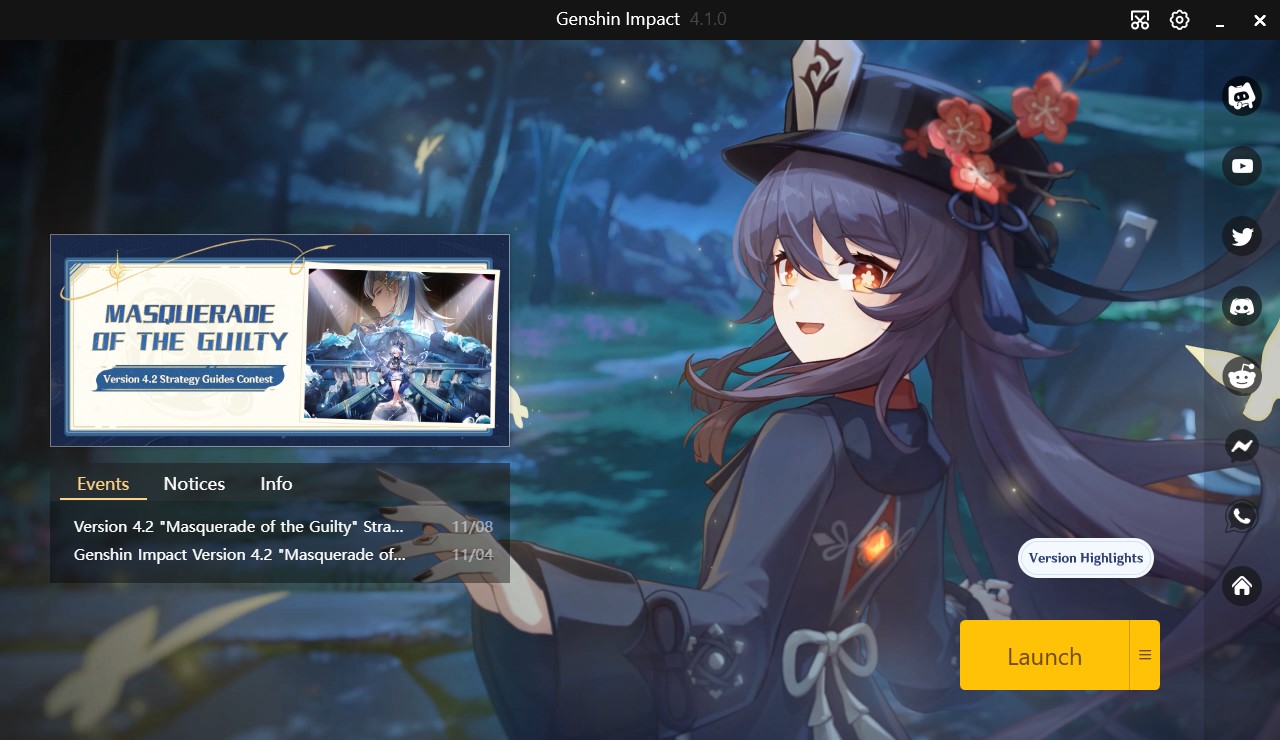 Genshin Impact 4.1.0
MASQUERADE
OF THE GUILTY
Version 4.2 Strategy Guides Contest
Events Notices Info
Version 4.2 "Masquerade of the Guilty" Stra... 11/08
Genshin Impact Version 4.2 "Masquerade of... 11/04
Version Highlights
Launch